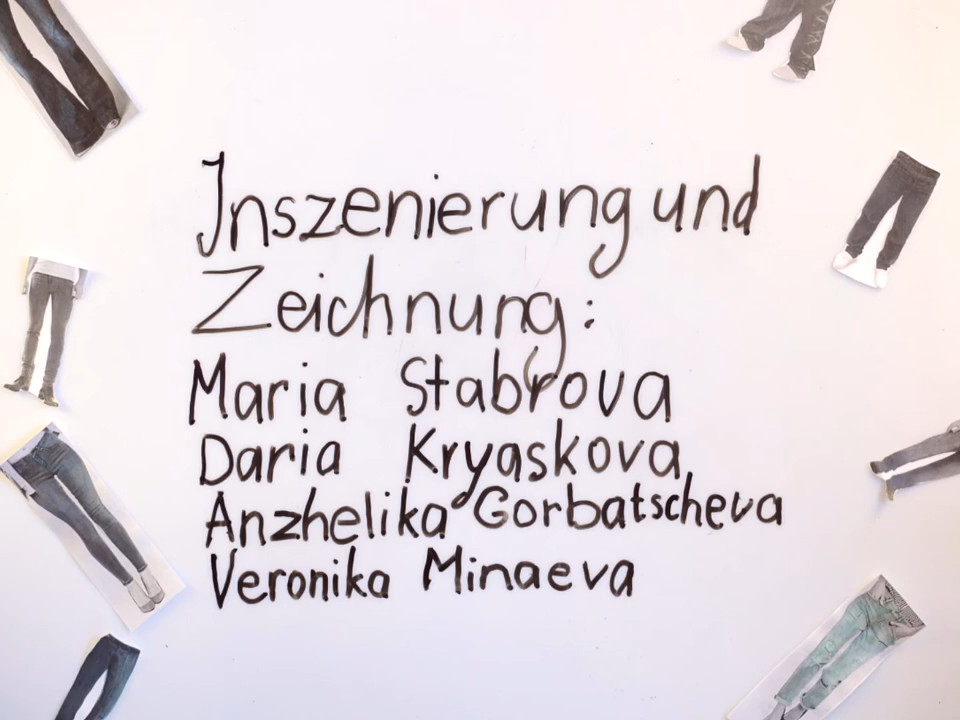 Inszenierung und
Zeichnung:
Maria Stabrova
Daria Kryaskova,
Anzhelika Gorbatscheva
Veronika Minaeva